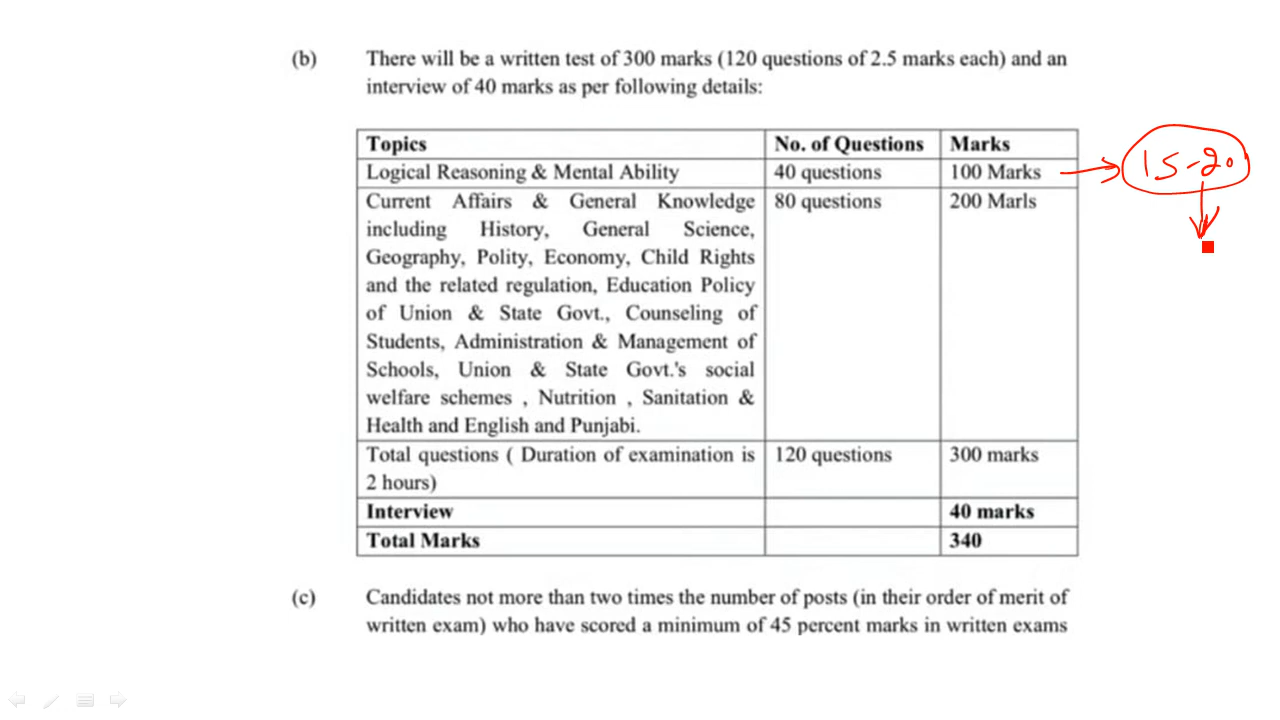 (b) There will be a written test of 300 marks (120 questions of 2.5 marks each) and an
interview of 40 marks as per following details:
Topics No. of Questions Marks
Logical Reasoning & Mental Ability 40 questions 100 Marks 15-20
Current Affairs & General Knowledge 80 questions 200 Marls
including History, General Science,
Geography, Polity, Economy, Child Rights
and the related regulation, Education Policy
of Union & State Govt., Counseling of
Students, Administration & Management of
Schools, Union & State Govt.'s social
welfare schemes , Nutrition , Sanitation &
Health and English and Punjabi.
Total questions ( Duration of examination is 120 questions 300 marks
2 hours)
Interview 40 marks
Total Marks 340
(c) Candidates not more than two times the number of posts (in their order of merit of
written exam) who have scored a minimum of 45 percent marks in written exams